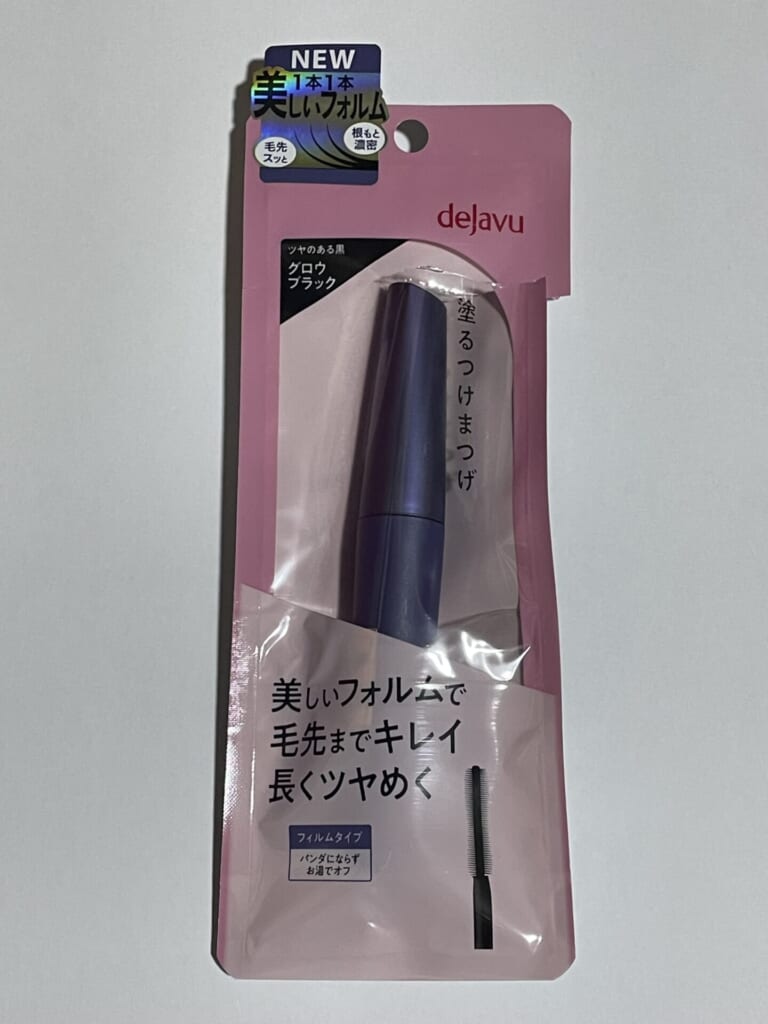 NEW
1本1本
美しいフォルム
毛先
スッと
根もと
濃密
dejavu
ツヤのある黒
グロウ
ブラック
塗るつけまつげ
美しいフォルムで
毛先までキレイ
長くツヤめく
フィルムタイプ
パンダにならず
お湯でオフ